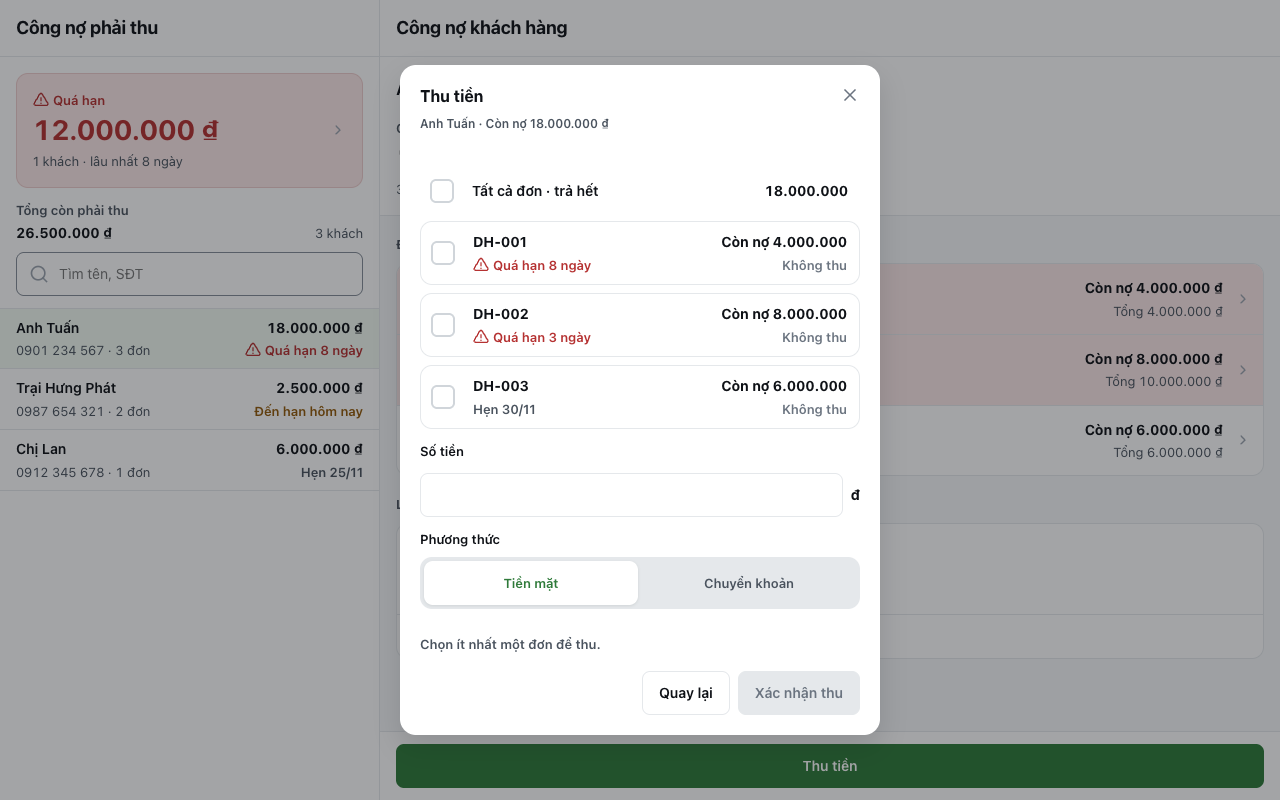 Công nợ phải thu
Quá hạn
12.000.000 ₫
1 khách · lâu nhất 8 ngày
Tổng còn phải thu
26.500.000 ₫
3 khách
Tìm tên, SĐT
Anh Tuấn
18.000.000 ₫
0901 234 567 · 3 đơn
Quá hạn 8 ngày
Trại Hưng Phát
2.500.000 ₫
0987 654 321 · 2 đơn
Đến hạn hôm nay
Chị Lan
6.000.000 ₫
0912 345 678 · 1 đơn
Hẹn 25/11
Công nợ khách hàng
Thu tiền
Anh Tuấn · Còn nợ 18.000.000 ₫
Tất cả đơn · trả hết
18.000.000
DH-001
Còn nợ 4.000.000
Quá hạn 8 ngày
Không thu
DH-002
Còn nợ 8.000.000
Quá hạn 3 ngày
Không thu
DH-003
Còn nợ 6.000.000
Hẹn 30/11
Không thu
Số tiền
đ
Phương thức
Tiền mặt
Chuyển khoản
Chọn ít nhất một đơn để thu.
Quay lại
Xác nhận thu
Còn nợ 4.000.000 ₫
Tổng 4.000.000 ₫
Còn nợ 8.000.000 ₫
Tổng 10.000.000 ₫
Còn nợ 6.000.000 ₫
Tổng 6.000.000 ₫
Thu tiền